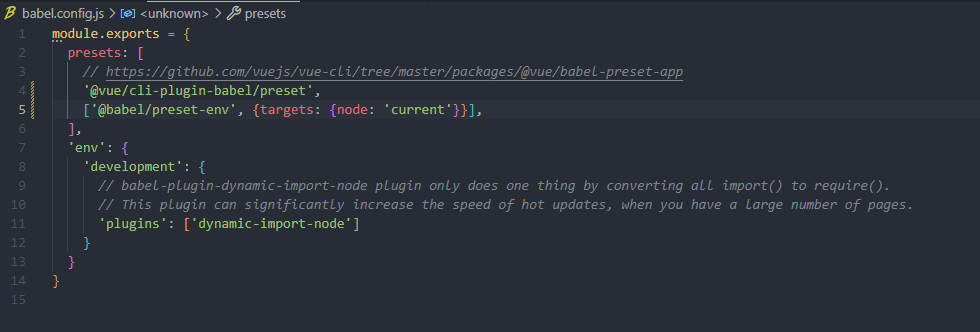 babel.config.js > <unknown> > presets
1 module.exports = {
2 presets: [
3 // https://github.com/vuejs/vue-cli/tree/master/packages/@vue/babel-preset-app
4 '@vue/cli-plugin-babel/preset',
5 ['@babel/preset-env', {targets: {node: 'current'}}],
6 ],
7 'env': {
8 'development': {
9 // babel-plugin-dynamic-import-node plugin only does one thing by converting all import() to require().
10 // This plugin can significantly increase the speed of hot updates, when you have a large number of pages.
11 'plugins': ['dynamic-import-node']
12 }
13 }
14 }
15